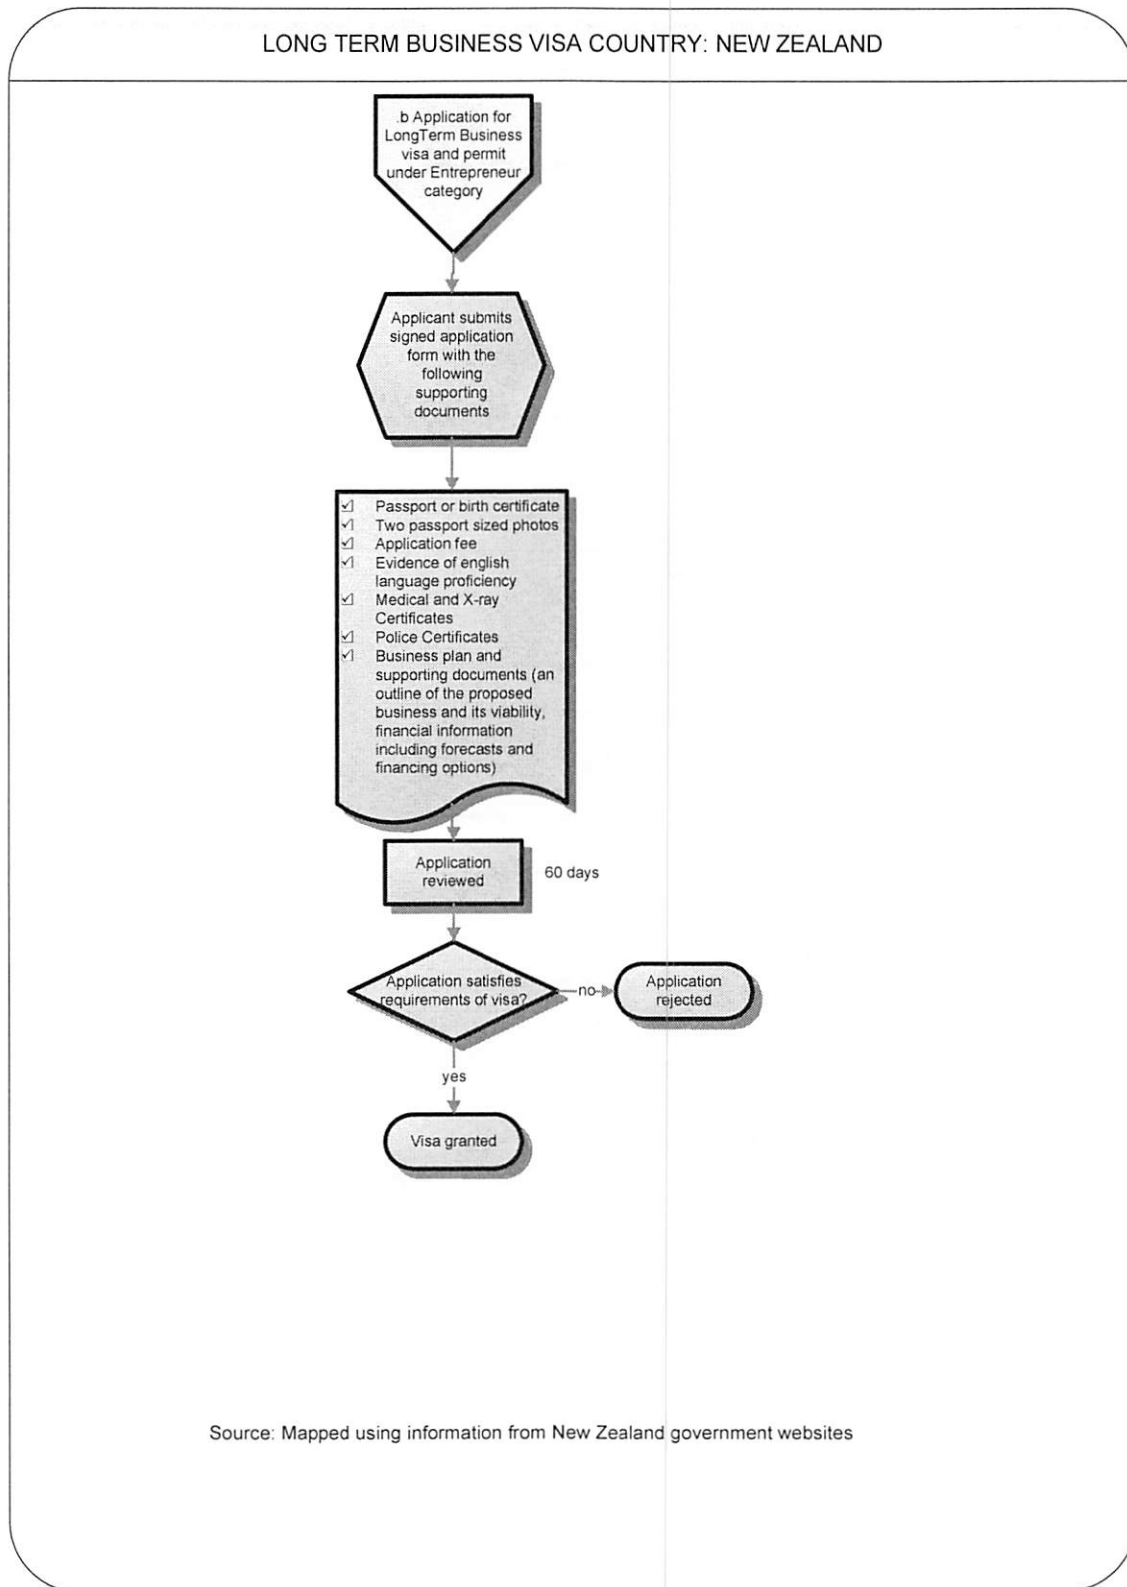 LONG TERM BUSINESS VISA COUNTRY: NEW ZEALAND
.b Application for
LongTerm Business
visa and permit
under Entrepreneur
category
Applicant submits
signed application
form with the
following
supporting
documents
Passport or birth certificate
Two passport sized photos
Application fee
Evidence of english
language proficiency
Medical and X-ray
Certificates
Police Certificates
Business plan and
supporting documents (an
outline of the proposed
business and its viability,
financial information
including forecasts and
financing options)
Application
reviewed
60 days
Application satisfies
requirements of visa?
no
Application
rejected
yes
Visa granted
Source: Mapped using information from New Zealand government websites